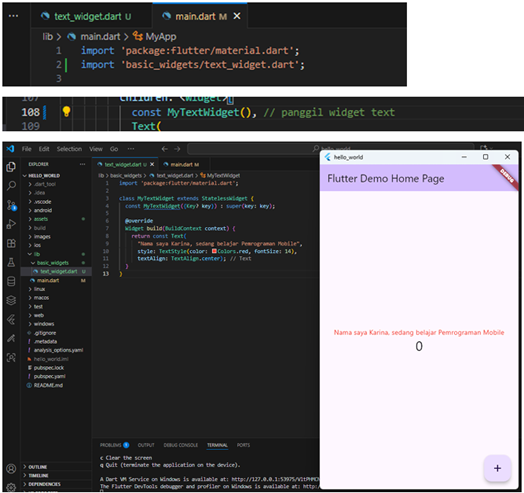 text_widget.dart U
main.dart M
lib > main.dart > MyApp
1 import 'package:flutter/material.dart';
2 import 'basic_widgets/text_widget.dart';
3
107 children: <Widget>[
108 const MyTextWidget(), // panggil widget text
109 Text(
File Edit Selection View Go ...
hello_world
EXPLORER
HELLO_WORLD
.dart_tool
.idea
.vscode
android
assets
build
images
ios
lib
basic_widgets
text_widget.dart U
main.dart M
linux
macos
test
web
windows
.gitignore
.metadata
analysis_options.yaml
hello_world.iml
pubspec.lock
pubspec.yaml
README.md
OUTLINE
TIMELINE
text_widget.dart U
main.dart M
lib > basic_widgets > text_widget.dart > MyTextWidget
1 import 'package:flutter/material.dart';
2
3 class MyTextWidget extends StatelessWidget {
4 const MyTextWidget({Key? key}) : super(key: key);
5
6 @override
7 Widget build(BuildContext context) {
8 return const Text(
9 "Nama saya Karina, sedang belajar Pemrograman Mobile",
10 style: TextStyle(color: Colors.red, fontSize: 14),
11 textAlign: TextAlign.center); // Text
12 }
13 }
PROBLEMS 1 OUTPUT DEBUG CONSOLE TERMINAL PORTS
c Clear the screen
q Quit (terminate the application on the device).
A Dart VM Service on Windows is available at: http://127.0.0.1:53975/
The Flutter DevTools debugger and profiler on Windows is available at:
hello_world
Flutter Demo Home Page
DEBUG
Nama saya Karina, sedang belajar Pemrograman Mobile
0
+